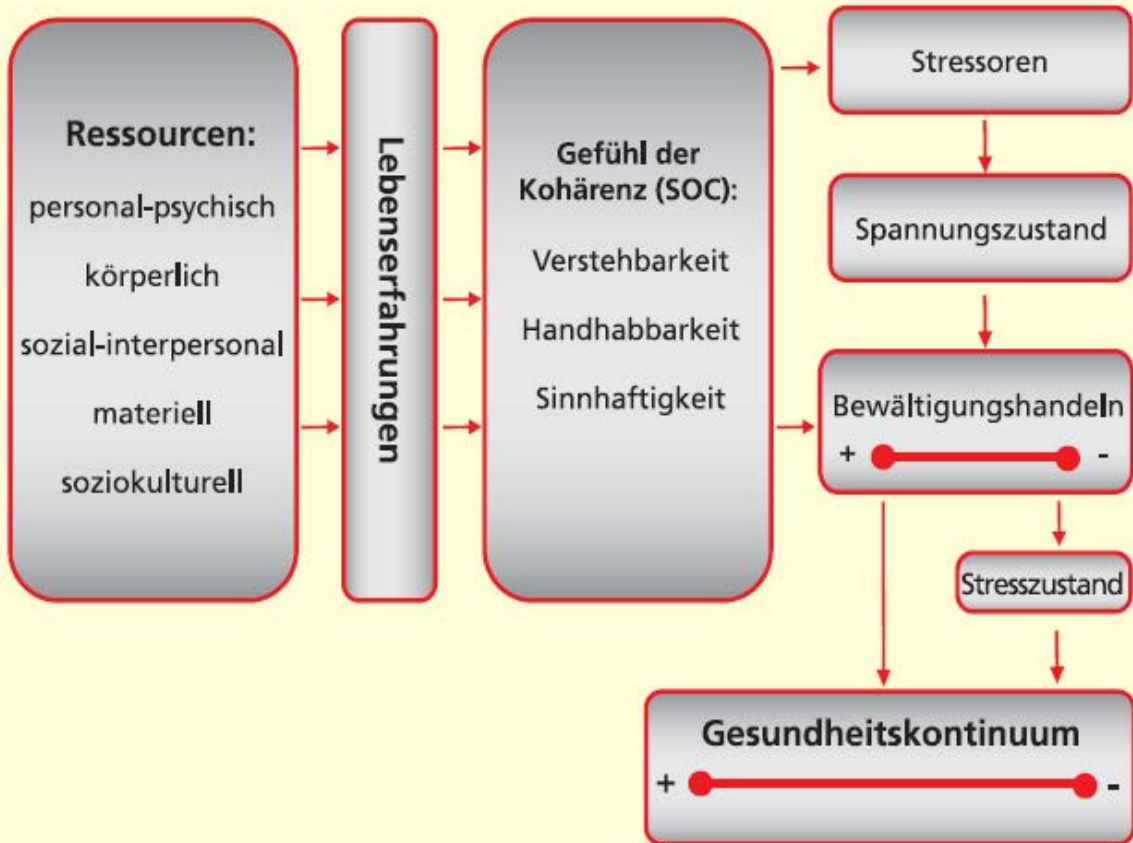 Ressourcen:
personal-psychisch
körperlich
sozial-interpersonal
materiell
soziokulturell
Lebenserfahrungen
Gefühl der
Kohärenz (SOC):
Verstehbarkeit
Handhabbarkeit
Sinnhaftigkeit
Stressoren
Spannungszustand
Bewältigungshandeln
+ -
Stresszustand
Gesundheitskontinuum
+ -